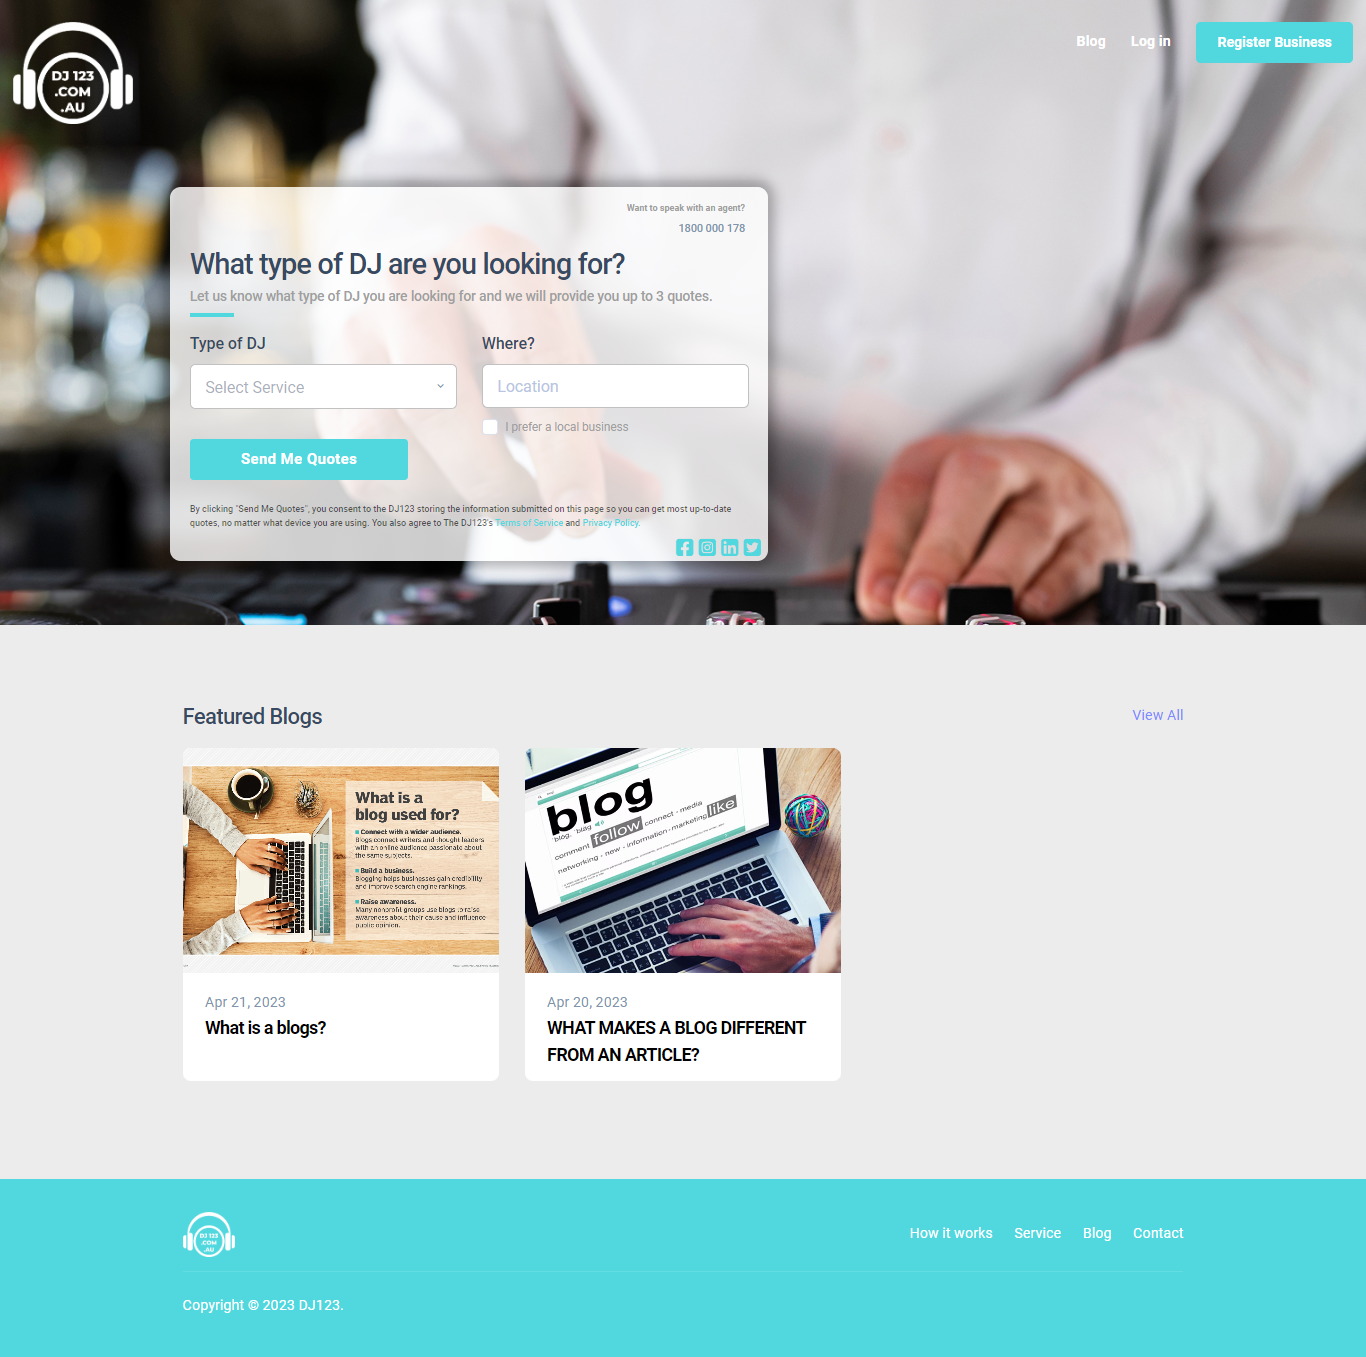 DJ 123
.COM
.AU
Blog
Log in
Register Business
Want to speak with an agent?
1800 000 178
What type of DJ are you looking for?
Let us know what type of DJ you are looking for and we will provide you up to 3 quotes.
Type of DJ
Where?
Select Service
Location
I prefer a local business
Send Me Quotes
By clicking "Send Me Quotes", you consent to the DJ123 storing the information submitted on this page so you can get most up-to-date
quotes, no matter what device you are using. You also agree to The DJ123's Terms of Service and Privacy Policy.
Featured Blogs
View All
What is a
blog used for?
Connect with a wider audience.
Blogs connect writers and thought leaders
with an online audience passionate about
the same subjects.
Build a business.
Blogging helps businesses gain credibility
and improve search engine rankings.
Raise awareness.
Many nonprofit groups use blogs to raise
awareness about their cause and influence
public opinion.
blog
blog, ˈblog
comment follow connect - media
networking - new - information - marketing like
Apr 21, 2023
What is a blogs?
Apr 20, 2023
WHAT MAKES A BLOG DIFFERENT
FROM AN ARTICLE?
DJ 123
.COM
.AU
How it works
Service
Blog
Contact
Copyright © 2023 DJ123.